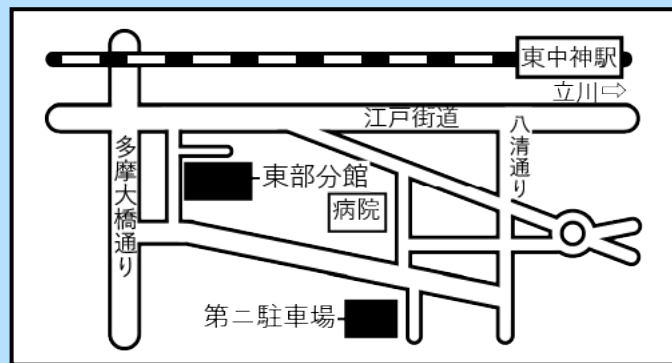 東中神駅
立川⇨
江戸街道
八清通り
多摩大橋通り
東部分館
病院
第二駐車場